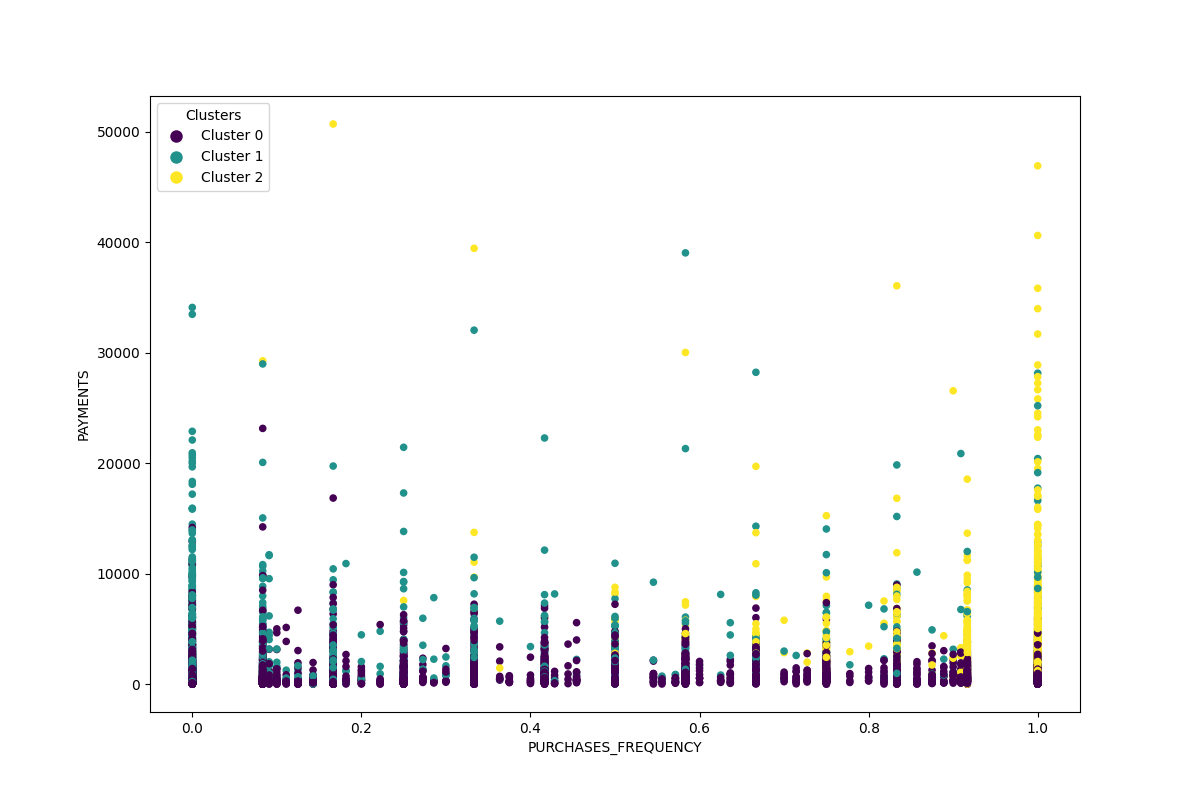 Clusters
Cluster 0
Cluster 1
Cluster 2
50000
40000
30000
20000
10000
0
PAYMENTS
0.0 0.2 0.4 0.6 0.8 1.0
PURCHASES_FREQUENCY